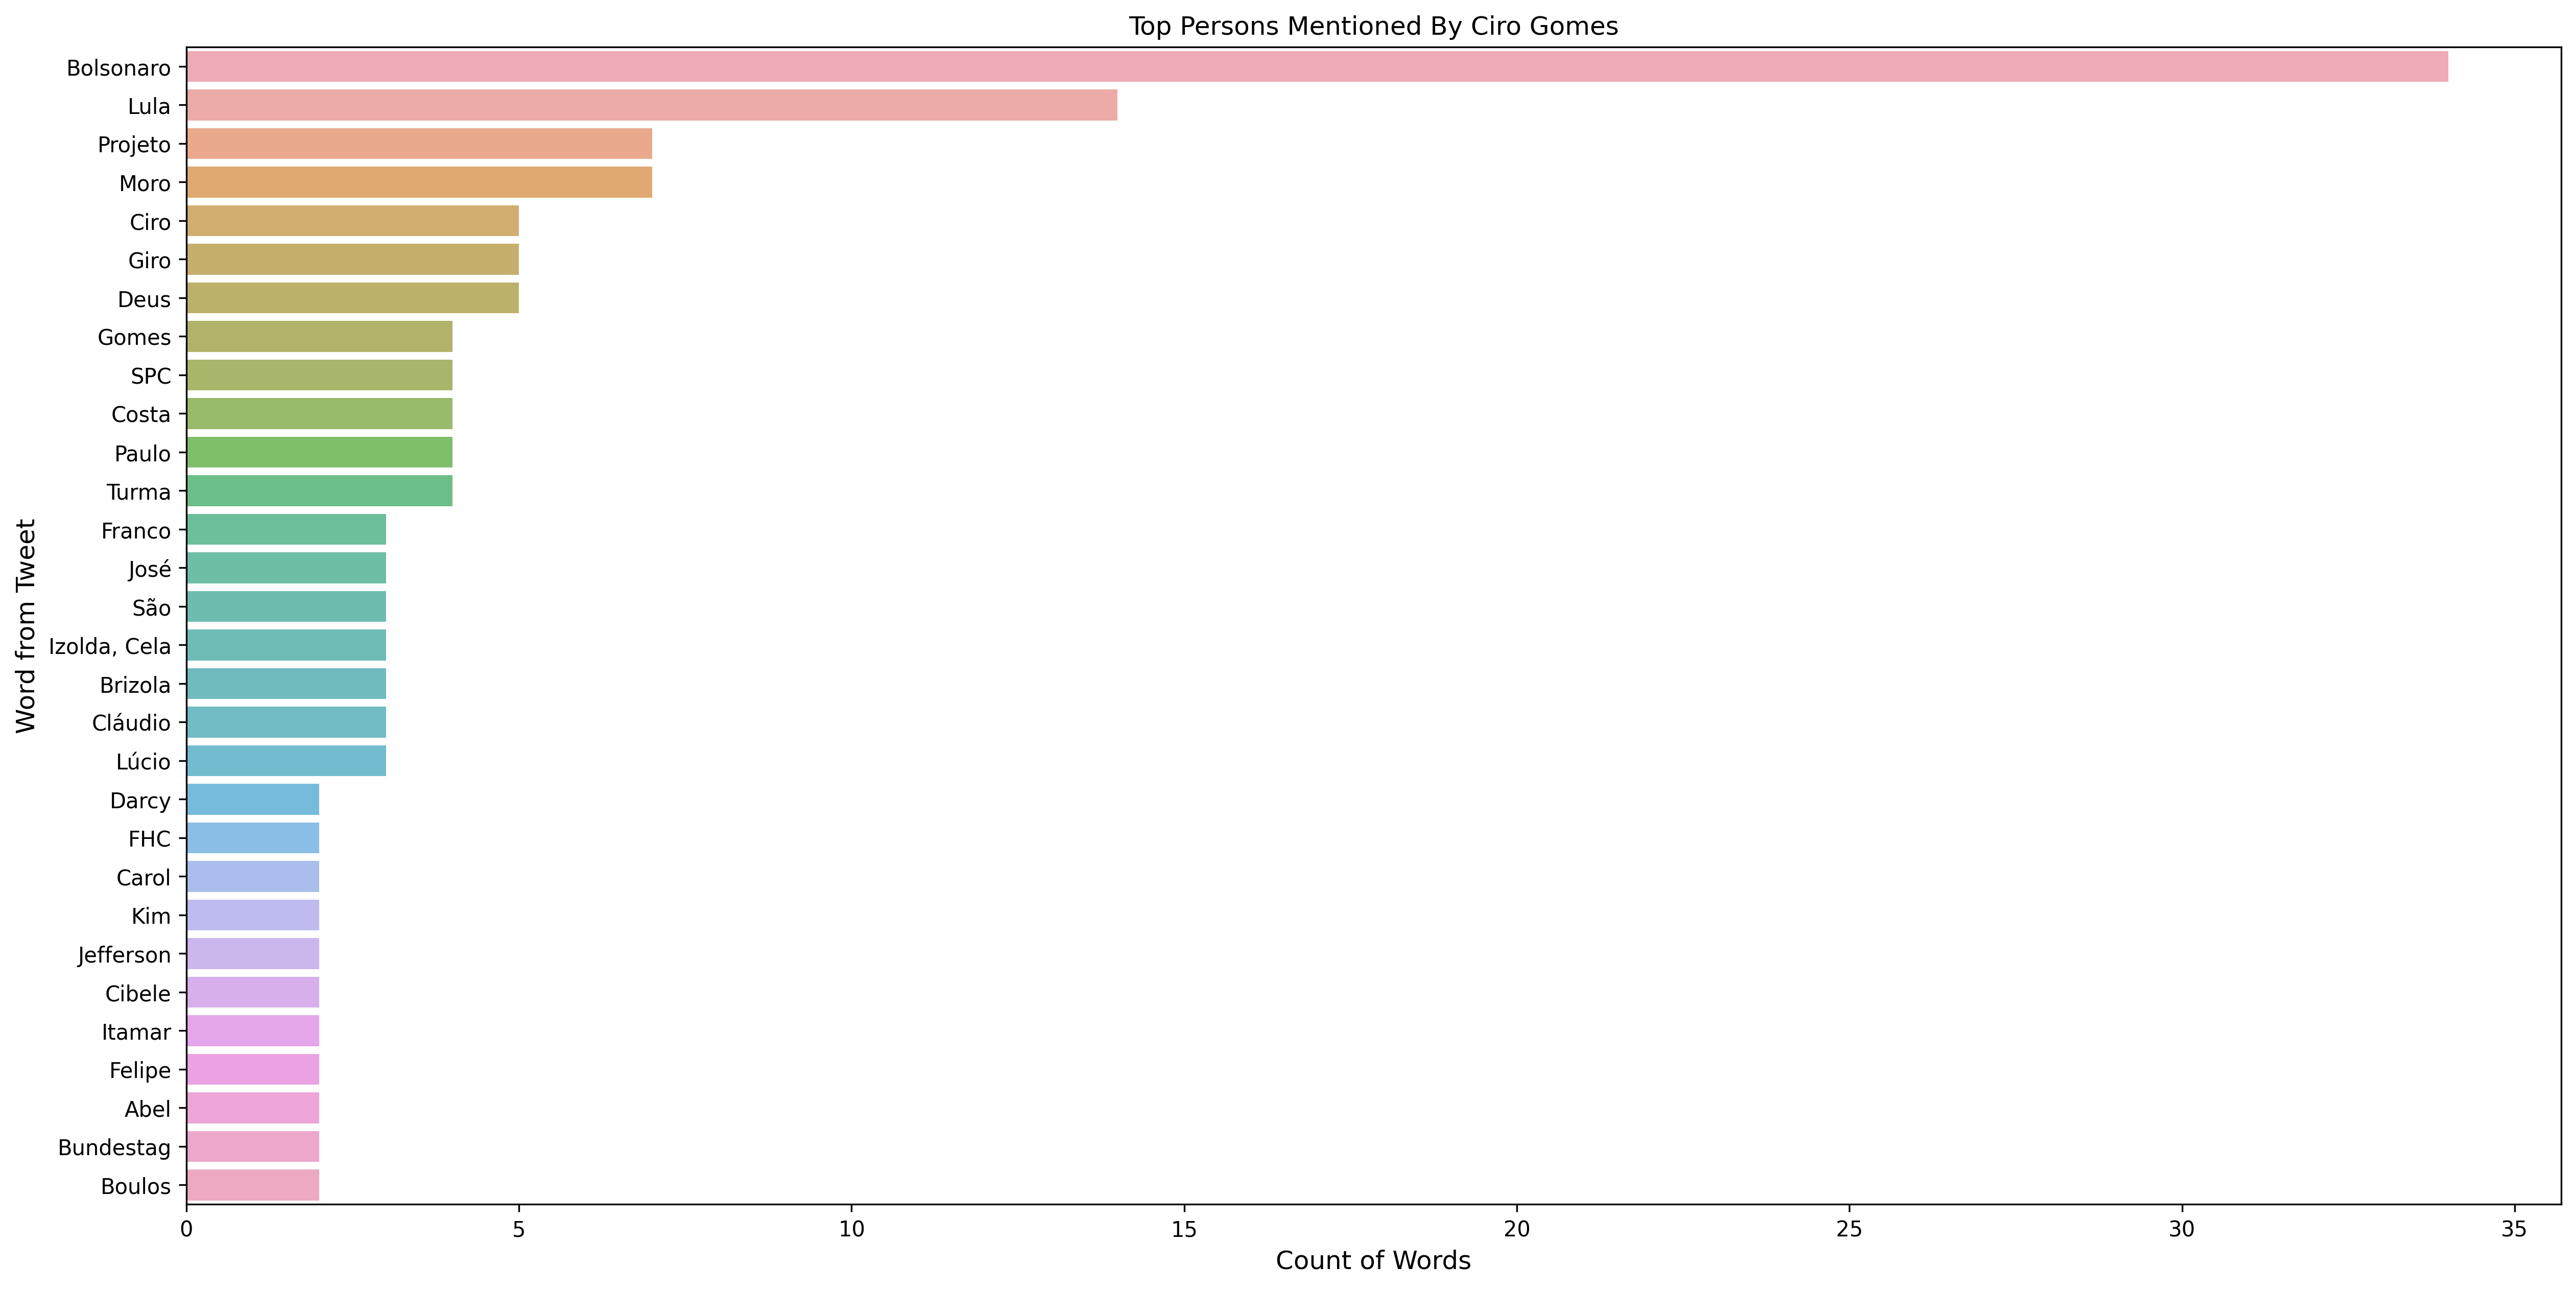 Top Persons Mentioned By Ciro Gomes
Bolsonaro
Lula
Projeto
Moro
Ciro
Giro
Deus
Gomes
SPC
Costa
Paulo
Turma
Franco
José
São
Izolda, Cela
Brizola
Cláudio
Lúcio
Darcy
FHC
Carol
Kim
Jefferson
Cibele
Itamar
Felipe
Abel
Bundestag
Boulos
Word from Tweet
0 5 10 15 20 25 30 35
Count of Words